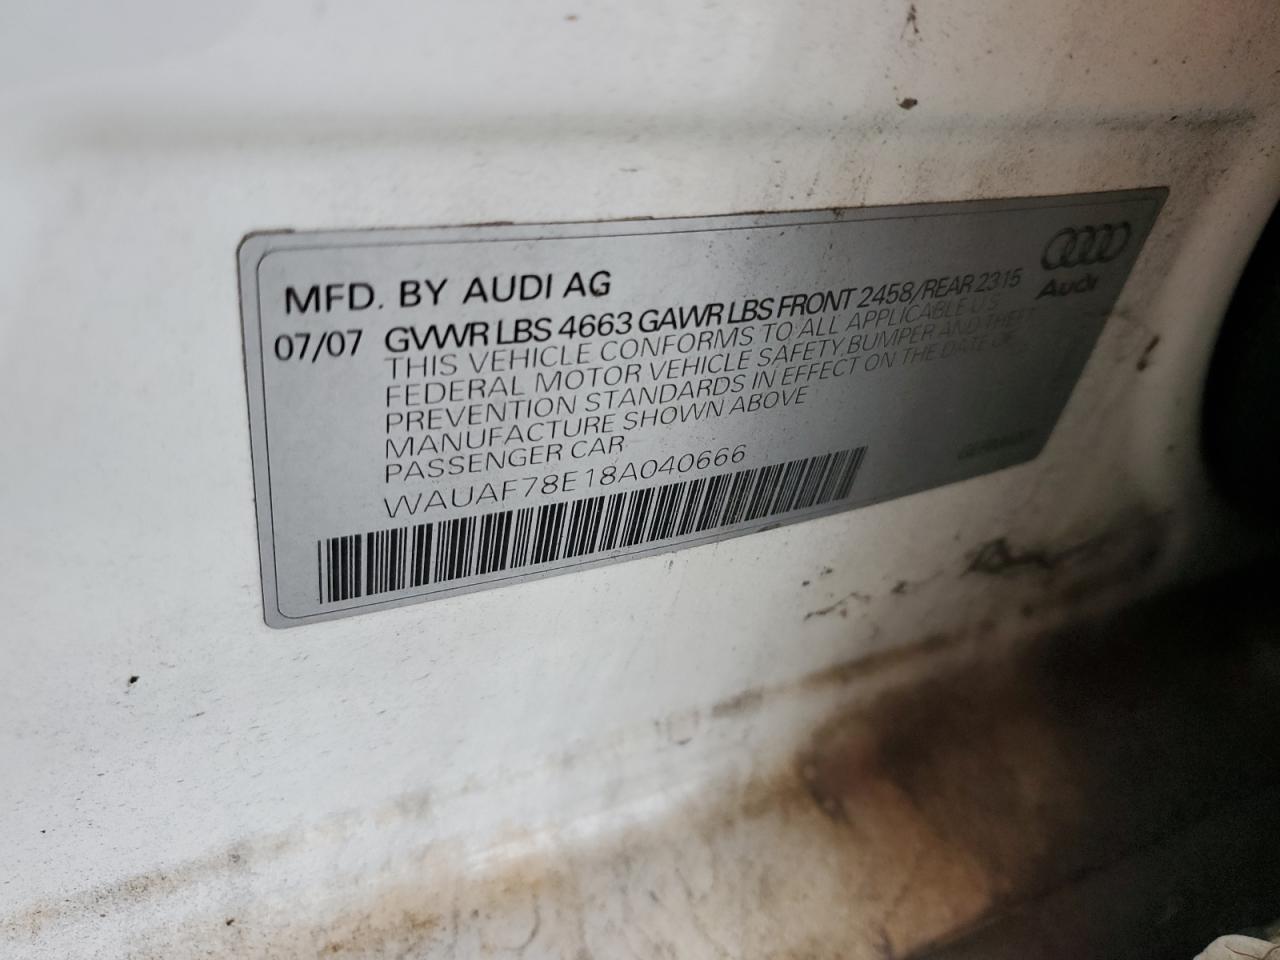 MFD. BY AUDI AG
Audi
07/07 GVWR LBS 4663 GAWR LBS FRONT 2458/REAR 2315
THIS VEHICLE CONFORMS TO ALL APPLICABLE U.S.
FEDERAL MOTOR VEHICLE SAFETY, BUMPER AND THEFT
PREVENTION STANDARDS IN EFFECT ON THE DATE OF
MANUFACTURE SHOWN ABOVE
PASSENGER CAR
WAUAF78E18A040666